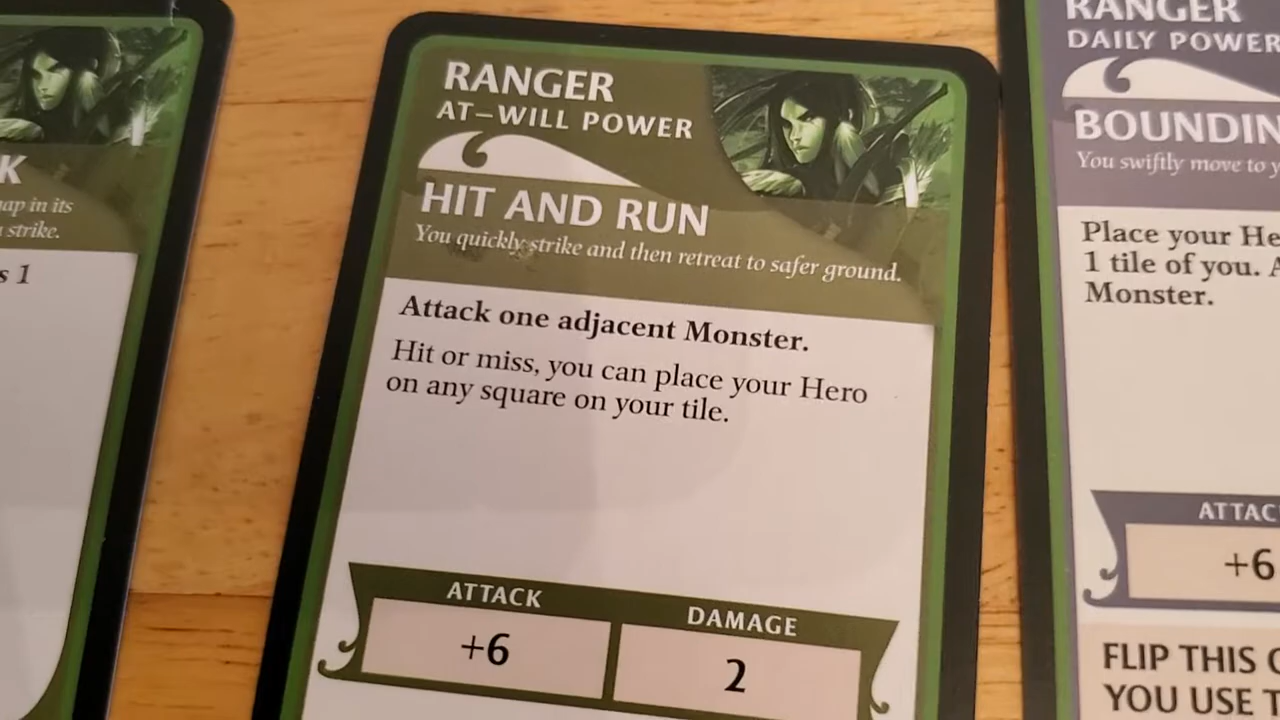 K
ap in its
strike.
s 1
RANGER
AT-WILL POWER
HIT AND RUN
You quickly strike and then retreat to safer ground.
Attack one adjacent Monster.
Hit or miss, you can place your Hero
on any square on your tile.
ATTACK
DAMAGE
+6
2
RANGER
DAILY POWER
BOUNDIN
You swiftly move to y
Place your He
1 tile of you. A
Monster.
ATTAC
+6
FLIP THIS C
YOU USE T